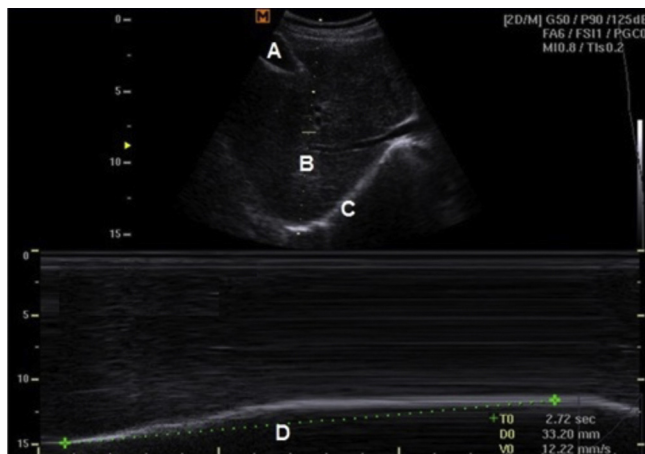 0
M
[2D/M] G50 / P90 /125dB
FA6 / FSI1 / PGC0
MI0.8 / TIs0.2
A
5
10
B
C
15
0
5
10
D
15
T0 2.72 sec
D0 33.20 mm
V0 12.22 mm/s